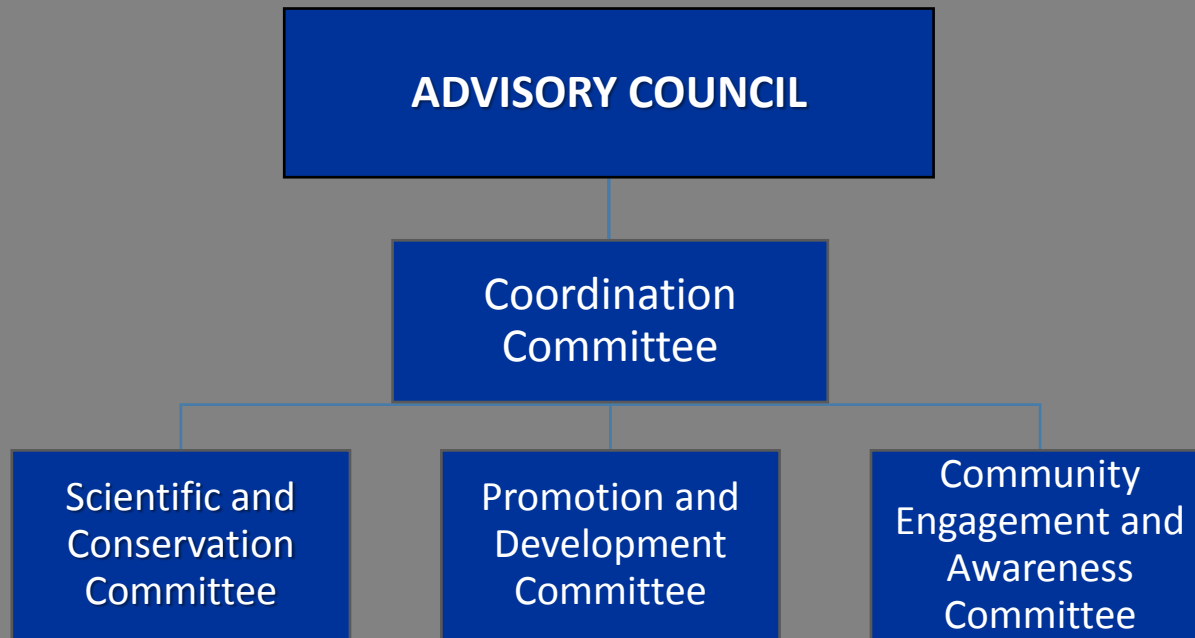 ADVISORY COUNCIL
Coordination
Committee
Scientific and
Conservation
Committee
Promotion and
Development
Committee
Community
Engagement and
Awareness
Committee